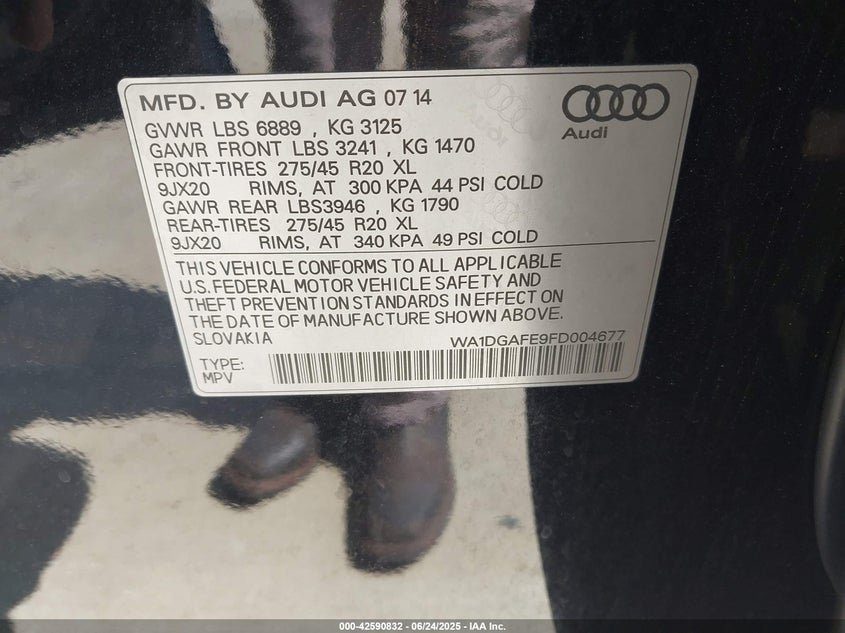 MFD. BY AUDI AG 07 14
Audi
GVWR LBS 6889 , KG 3125
GAWR FRONT LBS 3241 , KG 1470
FRONT-TIRES 275/45 R20 XL
9JX20 RIMS, AT 300 KPA 44 PSI COLD
GAWR REAR LBS3946 , KG 1790
REAR-TIRES 275/45 R20 XL
9JX20 RIMS, AT 340 KPA 49 PSI COLD
THIS VEHICLE CONFORMS TO ALL APPLICABLE
U.S. FEDERAL MOTOR VEHICLE SAFETY AND
THEFT PREVENTION STANDARDS IN EFFECT ON
THE DATE OF MANUFACTURE SHOWN ABOVE.
SLOVAKIA WA1DGAFE9FD004677
TYPE:
MPV
000-42590832 - 06/24/2025 - IAA Inc.